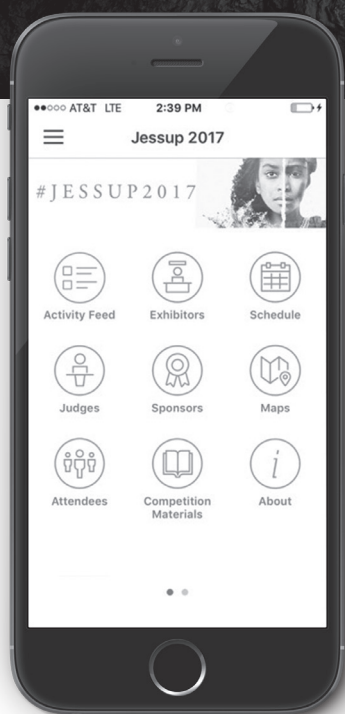 AT&T LTE 2:39 PM
Jessup 2017
#JESSUP2017
Activity Feed Exhibitors Schedule
Judges Sponsors Maps
Attendees Competition Materials About